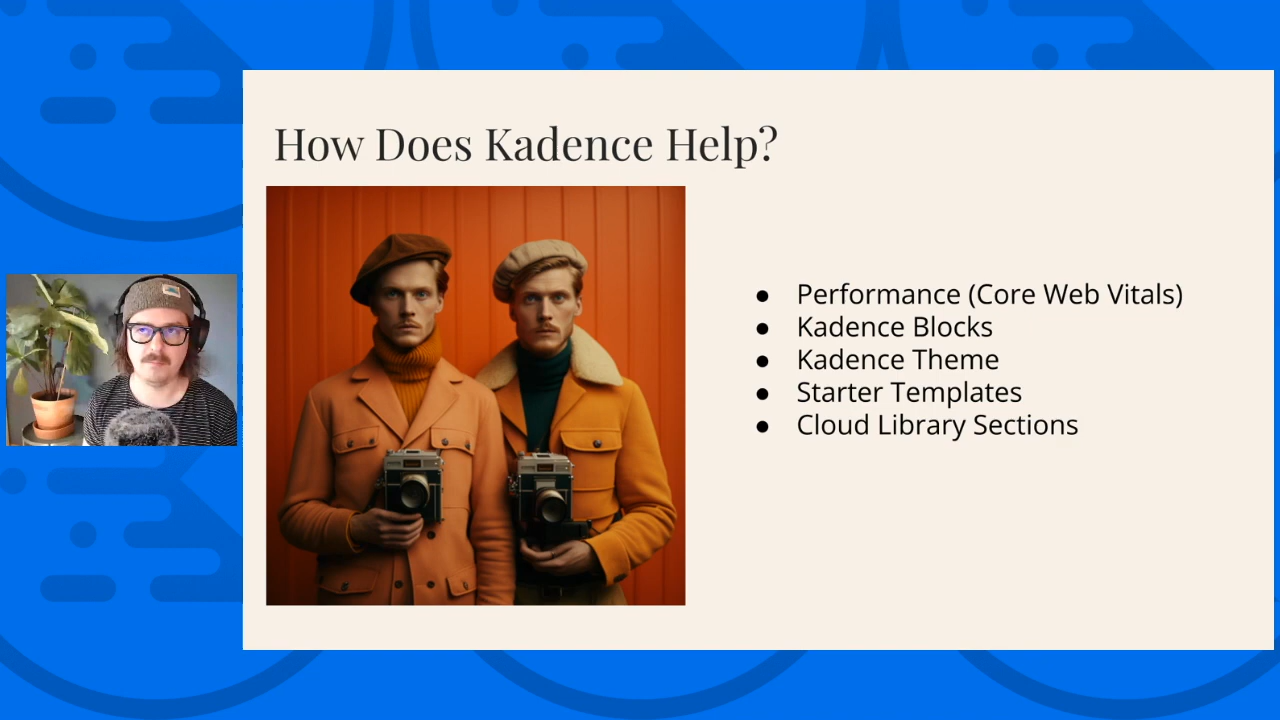 How Does Kadence Help?
● Performance (Core Web Vitals)
● Kadence Blocks
● Kadence Theme
● Starter Templates
● Cloud Library Sections